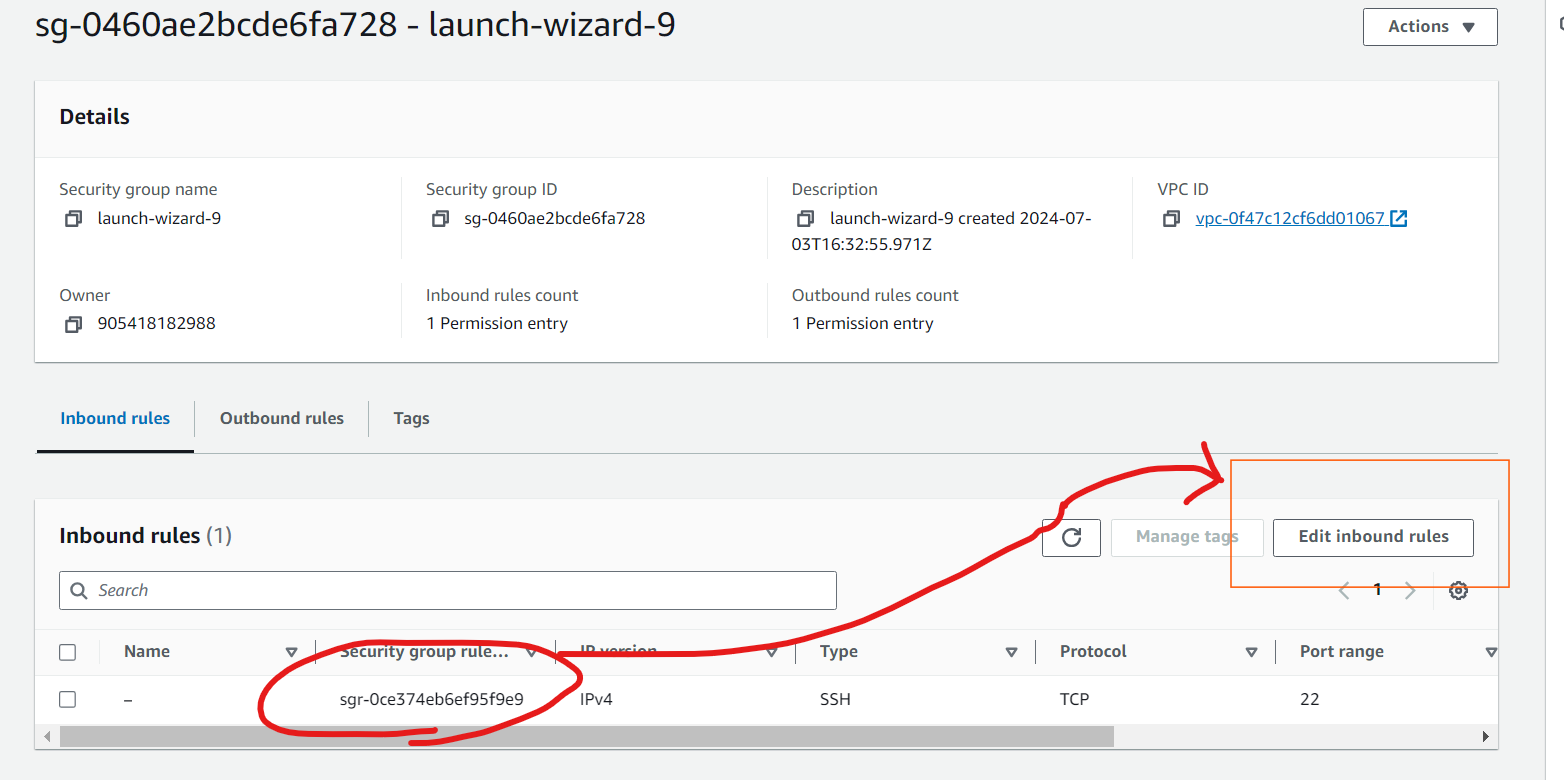 sg-0460ae2bcde6fa728 - launch-wizard-9
Actions
Details
Security group name
launch-wizard-9
Security group ID
sg-0460ae2bcde6fa728
Description
launch-wizard-9 created 2024-07-
03T16:32:55.971Z
VPC ID
vpc-0f47c12cf6dd01067
Owner
905418182988
Inbound rules count
1 Permission entry
Outbound rules count
1 Permission entry
Inbound rules
Outbound rules
Tags
Inbound rules (1)
Manage tags
Edit inbound rules
Search
1
Name
Security group rule...
IP version
Type
Protocol
Port range
–
sgr-0ce374eb6ef95f9e9
IPv4
SSH
TCP
22